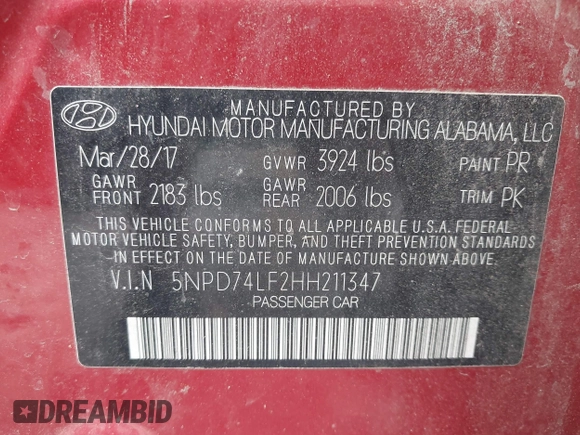 MANUFACTURED BY
HYUNDAI MOTOR MANUFACTURING ALABAMA, LLC
Mar/28/17 GVWR 3924 lbs PAINT PR
GAWR FRONT 2183 lbs GAWR REAR 2006 lbs TRIM PK
THIS VEHICLE CONFORMS TO ALL APPLICABLE U.S.A. FEDERAL
MOTOR VEHICLE SAFETY, BUMPER, AND THEFT PREVENTION
STANDARDS IN EFFECT ON THE DATE OF MANUFACTURE SHOWN ABOVE.
V.I.N 5NPD74LF2HH211347
PASSENGER CAR
DREAMBID